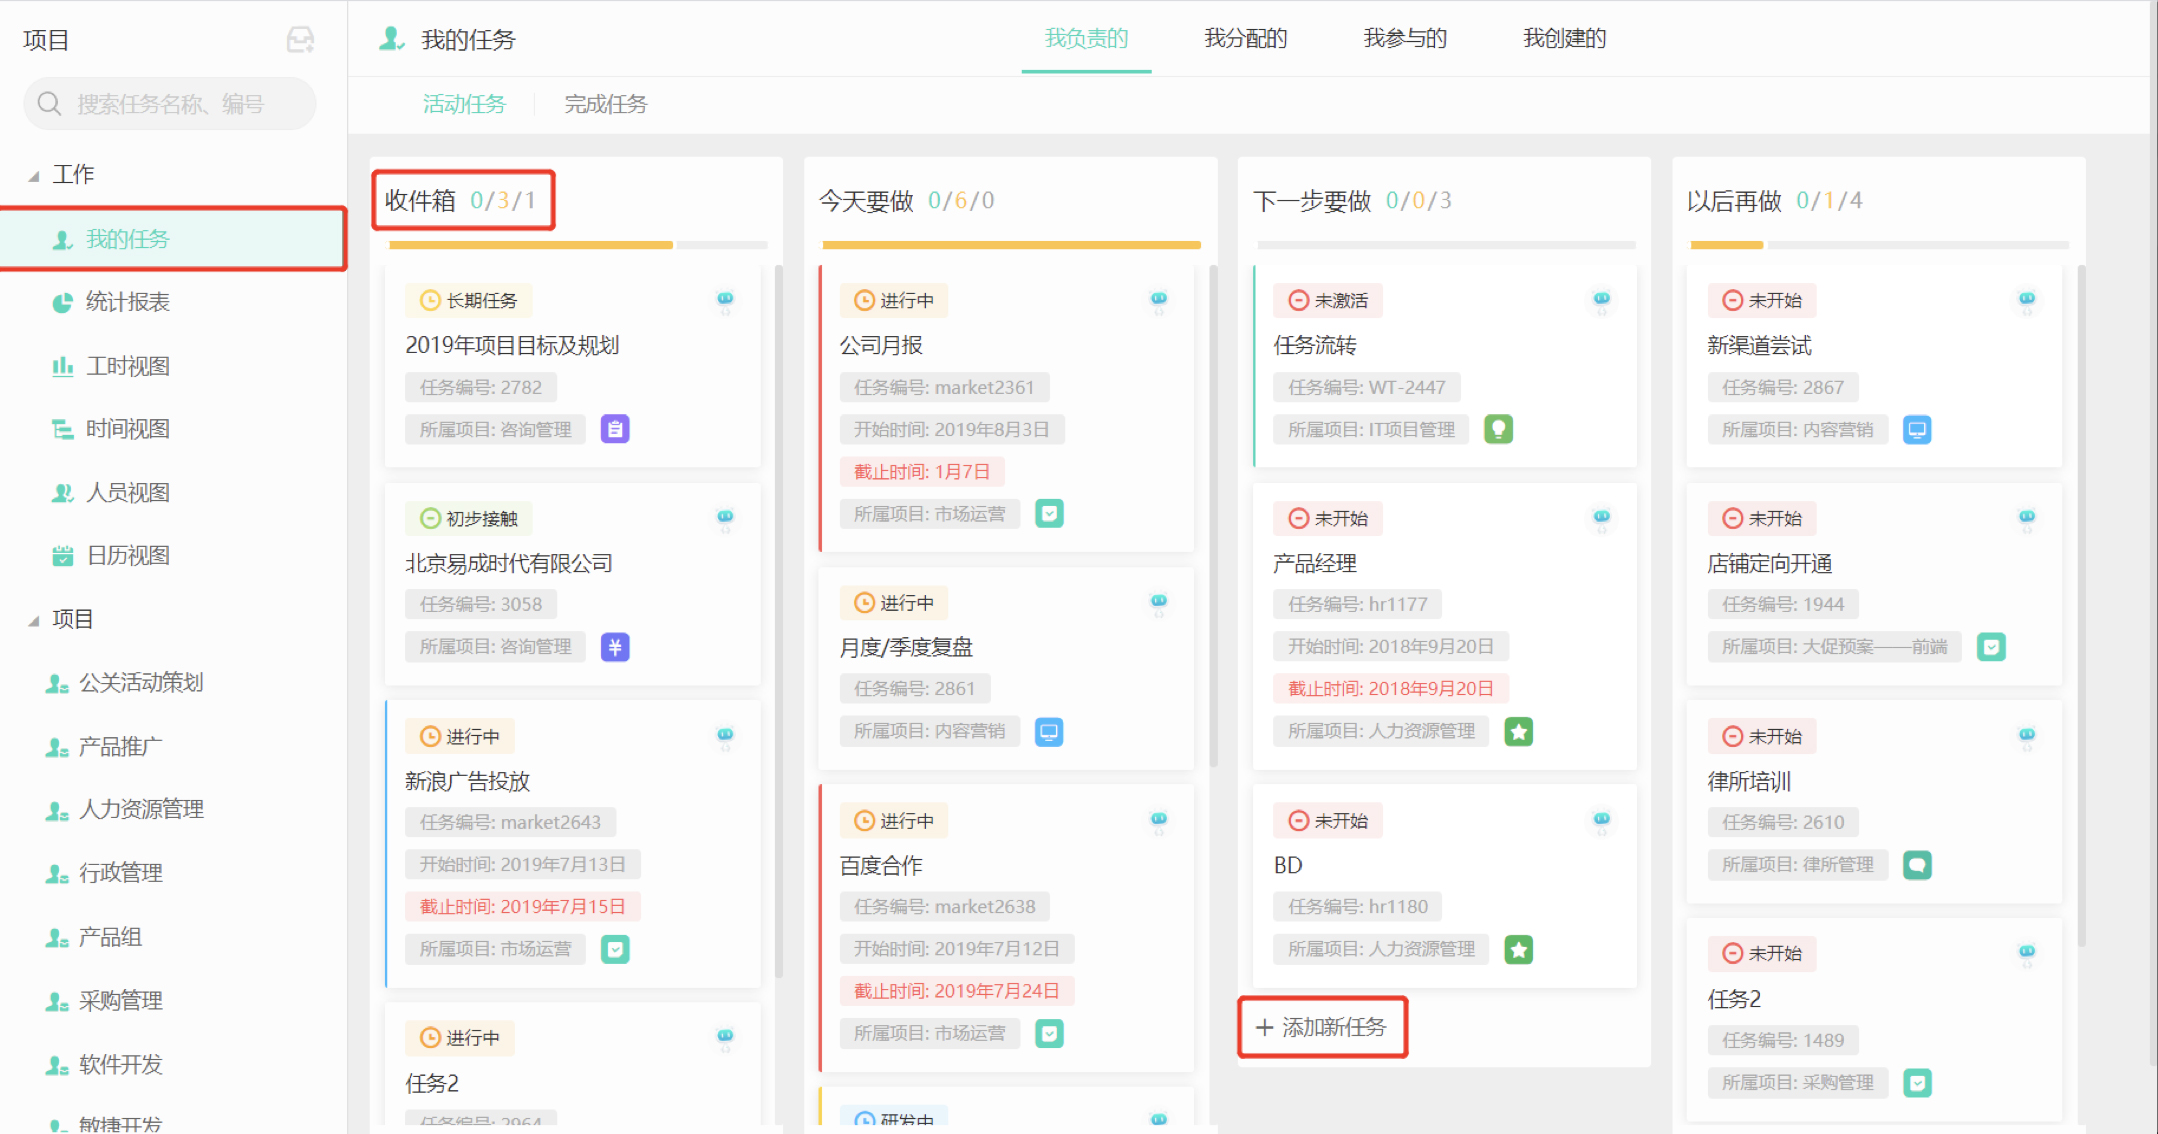 项目
搜索任务名称、编号
工作
我的任务
统计报表
工时视图
时间视图
人员视图
日历视图
项目
公关活动策划
产品推广
人力资源管理
行政管理
产品组
采购管理
软件开发
敏捷开发
我的任务
我负责的
我分配的
我参与的
我创建的
活动任务
完成任务
收件箱 0/3/1
长期任务
2019年项目目标及规划
任务编号: 2782
所属项目: 咨询管理
初步接触
北京易成时代有限公司
任务编号: 3058
所属项目: 咨询管理
进行中
新浪广告投放
任务编号: market2643
开始时间: 2019年7月13日
截止时间: 2019年7月15日
所属项目: 市场运营
进行中
任务2
任务编号: 2964
今天要做 0/6/0
进行中
公司月报
任务编号: market2361
开始时间: 2019年8月3日
截止时间: 1月7日
所属项目: 市场运营
进行中
月度/季度复盘
任务编号: 2861
所属项目: 内容营销
进行中
百度合作
任务编号: market2638
开始时间: 2019年7月12日
截止时间: 2019年7月24日
所属项目: 市场运营
研发中
下一步要做 0/0/3
未激活
任务流转
任务编号: WT-2447
所属项目: IT项目管理
未开始
产品经理
任务编号: hr1177
开始时间: 2018年9月20日
截止时间: 2018年9月20日
所属项目: 人力资源管理
未开始
BD
任务编号: hr1180
所属项目: 人力资源管理
+ 添加新任务
以后再做 0/1/4
未开始
新渠道尝试
任务编号: 2867
所属项目: 内容营销
未开始
店铺定向开通
任务编号: 1944
所属项目: 大促预案——前端
未开始
律所培训
任务编号: 2610
所属项目: 律所管理
未开始
任务2
任务编号: 1489
所属项目: 采购管理